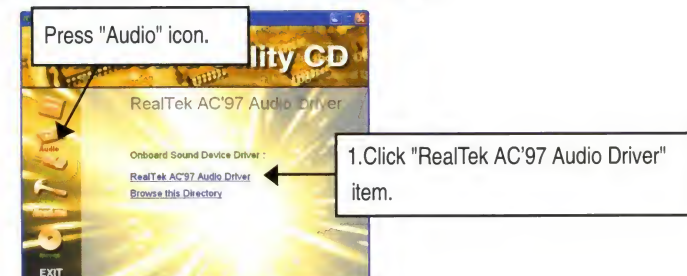 Press "Audio" icon.
lity CD
RealTek AC'97 Audio Driver
Audio
Onboard Sound Device Driver :
RealTek AC'97 Audio Driver
Browse this Directory
1.Click "RealTek AC'97 Audio Driver"
item.
EXIT